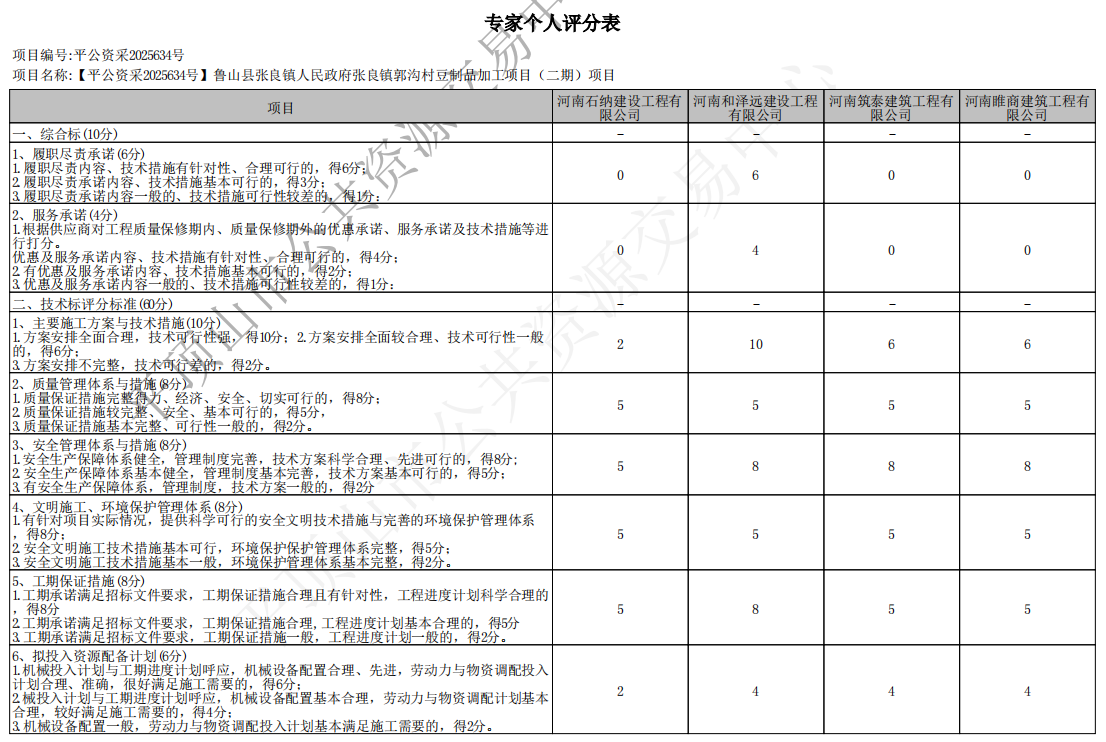 专家个人评分表
项目编号:平公资采2025634号
项目名称:【平公资采2025634号】鲁山县张良镇人民政府张良镇郭沟村豆制品加工项目（二期）项目
项目 河南石纳建设工程有限公司 河南和泽远建设工程有限公司 河南筑泰建筑工程有限公司 河南睢商建筑工程有限公司
一、综合标(10分) – – – –
1、履职尽责承诺(6分)
1.履职尽责内容、技术措施有针对性、合理可行的，得6分；
2.履职尽责承诺内容、技术措施基本可行的，得3分；
3.履职尽责承诺内容一般的、技术措施可行性较差的，得1分：
0 6 0 0
2、服务承诺(4分)
1.根据供应商对工程质量保修期内、质量保修期外的优惠承诺、服务承诺及技术措施等进
行打分。
优惠及服务承诺内容、技术措施有针对性、合理可行的，得4分；
2.有优惠及服务承诺内容、技术措施基本可行的，得2分；
3.优惠及服务承诺内容一般的、技术措施可行性较差的，得1分：
0 4 0 0
二、技术标评分标准(60分) – – – –
1、主要施工方案与技术措施(10分)
1.方案安排全面合理，技术可行性强，得10分；2.方案安排全面较合理、技术可行性一般
的，得6分；
3.方案安排不完整，技术可行差的，得2分。
2 10 6 6
2、质量管理体系与措施(8分)
1.质量保证措施完整得力、经济、安全、切实可行的，得8分；
2.质量保证措施较完整、安全、基本可行的，得5分，
3.质量保证措施基本完整、可行性一般的，得2分。
5 5 5 5
3、安全管理体系与措施(8分)
1.安全生产保障体系健全，管理制度完善，技术方案科学合理、先进可行的，得8分；
2.安全生产保障体系基本健全，管理制度基本完善，技术方案基本可行的，得5分；
3.有安全生产保障体系，管理制度，技术方案一般的，得2分
5 8 8 8
4、文明施工、环境保护管理体系(8分)
1.有针对项目实际情况，提供科学可行的安全文明技术措施与完善的环境保护管理体系
，得8分；
2.安全文明施工技术措施基本可行，环境保护保护管理体系完整，得5分；
3.安全文明施工技术措施基本一般，环境保护管理体系基本完整，得2分。
5 5 5 5
5、工期保证措施(8分)
1.工期承诺满足招标文件要求，工期保证措施合理且有针对性，工程进度计划科学合理的
，得8分
2.工期承诺满足招标文件要求，工期保证措施合理,工程进度计划基本合理的，得5分
3.工期承诺满足招标文件要求，工期保证措施一般，工程进度计划一般的，得2分。
5 8 5 5
6、拟投入资源配备计划(6分)
1.机械投入计划与工期进度计划呼应，机械设备配置合理、先进，劳动力与物资调配投入
计划合理、准确，很好满足施工需要的，得6分；
2.械投入计划与工期进度计划呼应，机械设备配置基本合理，劳动力与物资调配计划基本
合理，较好满足施工需要的，得4分；
3.机械设备配置一般，劳动力与物资调配投入计划基本满足施工需要的，得2分。
2 4 4 4
平顶山市公共资源交易中
平顶山市公共资源交易中心